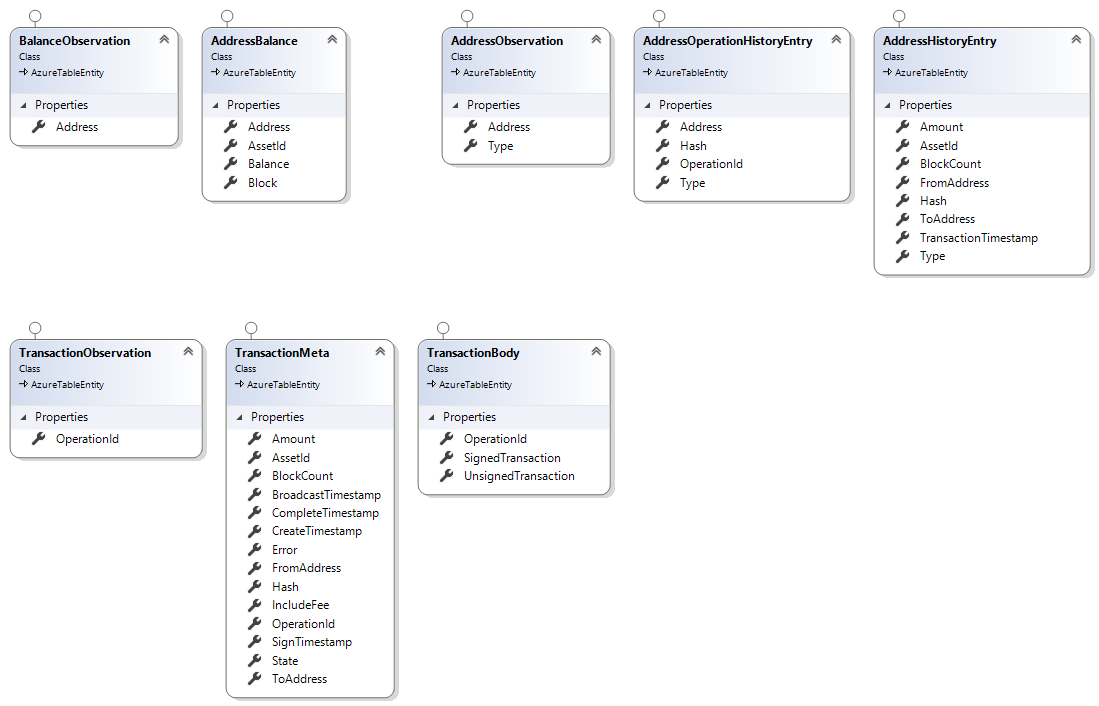 BalanceObservation
Class
AzureTableEntity
Properties
Address
AddressBalance
Class
AzureTableEntity
Properties
Address
AssetId
Balance
Block
AddressObservation
Class
AzureTableEntity
Properties
Address
Type
AddressOperationHistoryEntry
Class
AzureTableEntity
Properties
Address
Hash
OperationId
Type
AddressHistoryEntry
Class
AzureTableEntity
Properties
Amount
AssetId
BlockCount
FromAddress
Hash
ToAddress
TransactionTimestamp
Type
TransactionObservation
Class
AzureTableEntity
Properties
OperationId
TransactionMeta
Class
AzureTableEntity
Properties
Amount
AssetId
BlockCount
BroadcastTimestamp
CompleteTimestamp
CreateTimestamp
Error
FromAddress
Hash
IncludeFee
OperationId
SignTimestamp
State
ToAddress
TransactionBody
Class
AzureTableEntity
Properties
OperationId
SignedTransaction
UnsignedTransaction